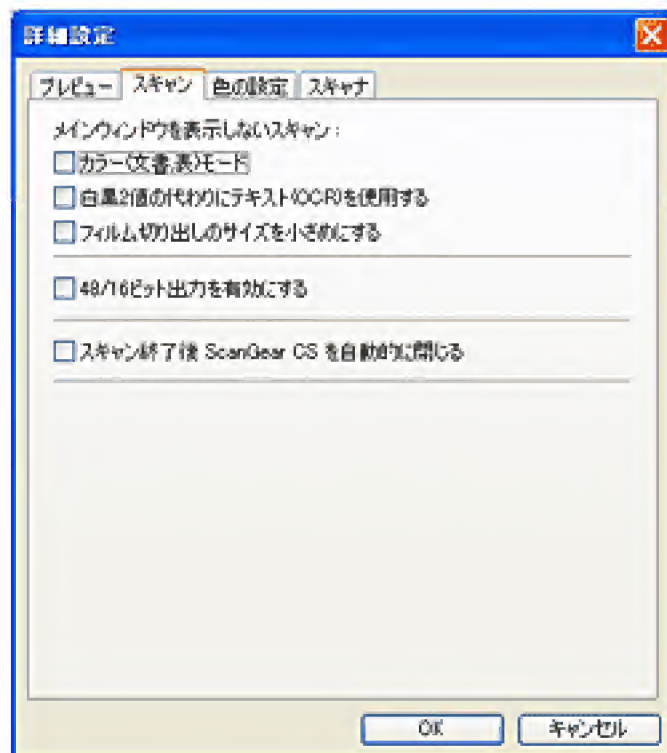 詳細設定
プレビュー スキャン 色の設定 スキャナ
メインウィンドウを表示しないスキャン：
カラー(文書,表)モード
白黒2値の代わりにテキスト(OCR)を使用する
フィルム切り出しのサイズを小さめにする
48/16ビット出力を有効にする
スキャン終了後 ScanGear CS を自動的に閉じる
OK キャンセル